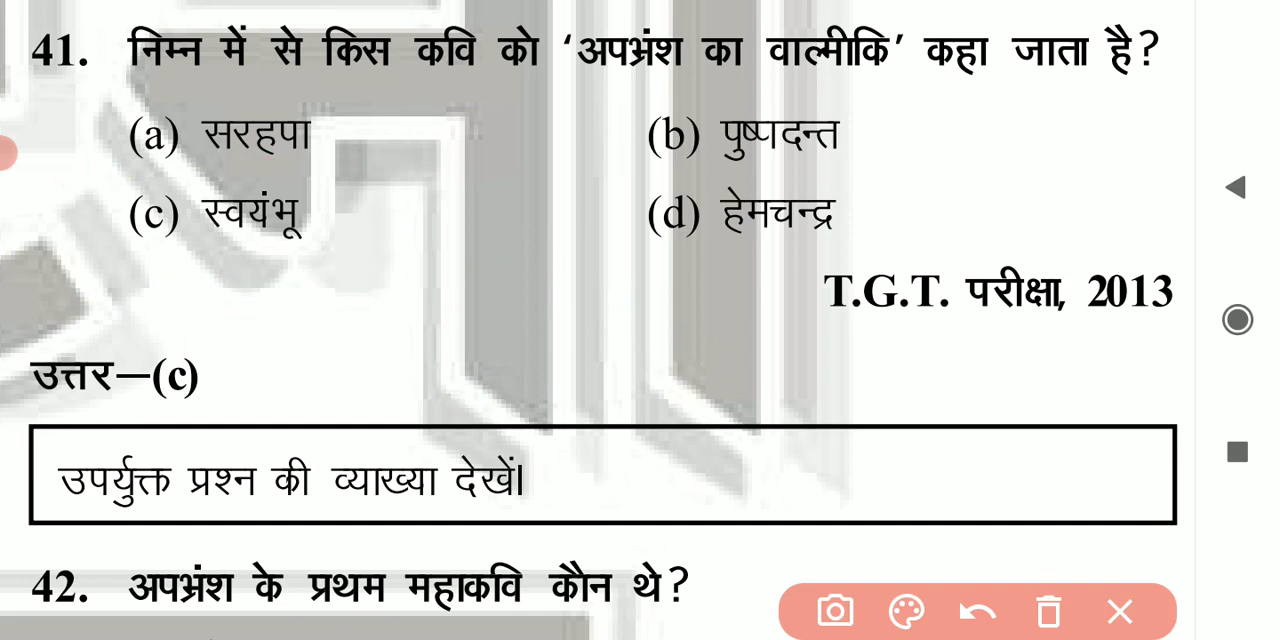 41. निम्न में से किस कवि को ‘अपभ्रंश का वाल्मीकि’ कहा जाता है?
(a) सरहपा (b) पुष्पदन्त
(c) स्वयंभू (d) हेमचन्द्र
T.G.T. परीक्षा, 2013
उत्तर—(c)
उपर्युक्त प्रश्न की व्याख्या देखें।
42. अपभ्रंश के प्रथम महाकवि कौन थे?